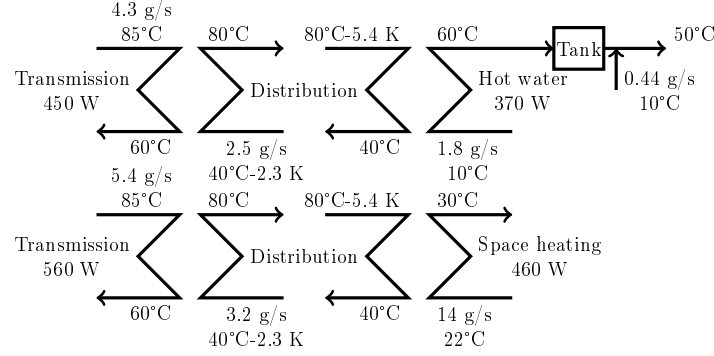 4.3 g/s
85°C
80°C
80°C-5.4 K
60°C
50°C
Tank
Transmission
450 W
Distribution
Hot water
370 W
0.44 g/s
10°C
60°C
2.5 g/s
40°C-2.3 K
40°C
1.8 g/s
10°C
5.4 g/s
85°C
80°C
80°C-5.4 K
30°C
Transmission
560 W
Distribution
Space heating
460 W
60°C
3.2 g/s
40°C-2.3 K
40°C
14 g/s
22°C